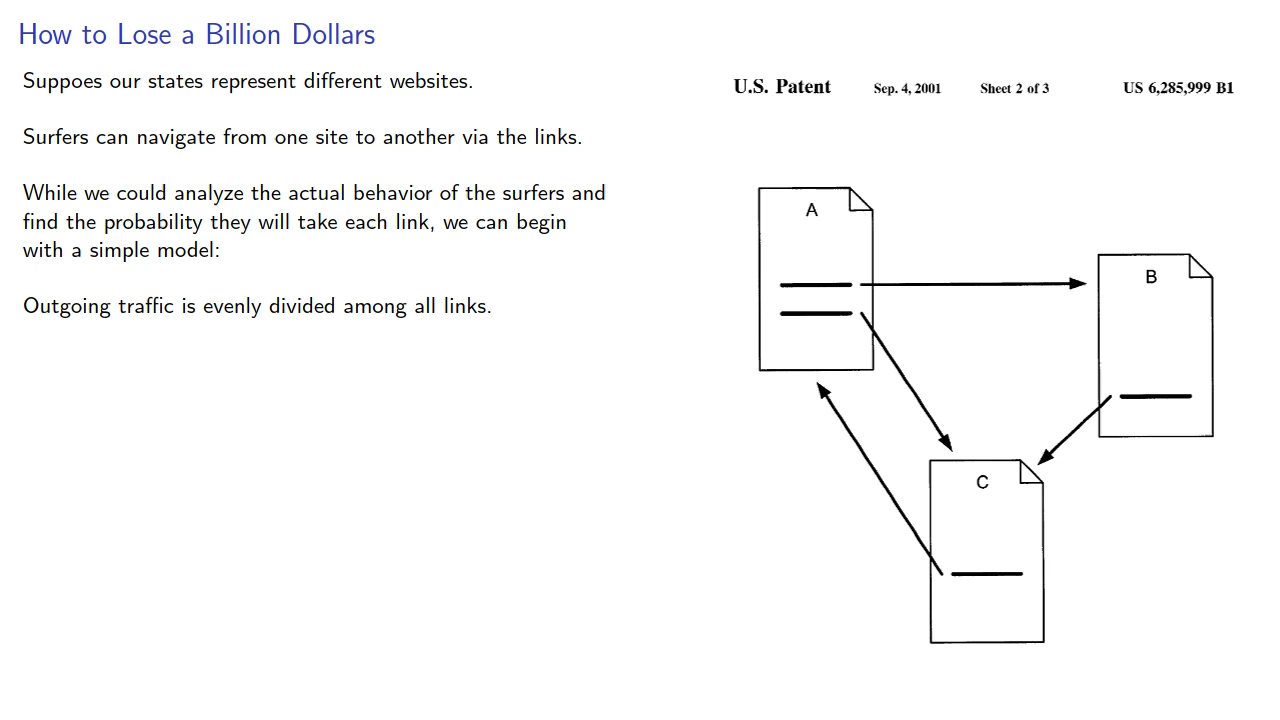 How to Lose a Billion Dollars
Suppoes our states represent different websites.
Surfers can navigate from one site to another via the links.
While we could analyze the actual behavior of the surfers and
find the probability they will take each link, we can begin
with a simple model:
Outgoing traffic is evenly divided among all links.
U.S. Patent Sep. 4, 2001 Sheet 2 of 3 US 6,285,999 B1
A
B
C